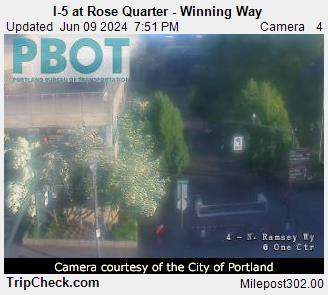 I-5 at Rose Quarter - Winning Way
Updated Jun 09 2024 7:51 PM Camera 4
PBOT
PORTLAND BUREAU OF TRANSPORTATION
4 - N. Ramsey Wy
@ One Ctr
Camera courtesy of the City of Portland
TripCheck.com Milepost302.00